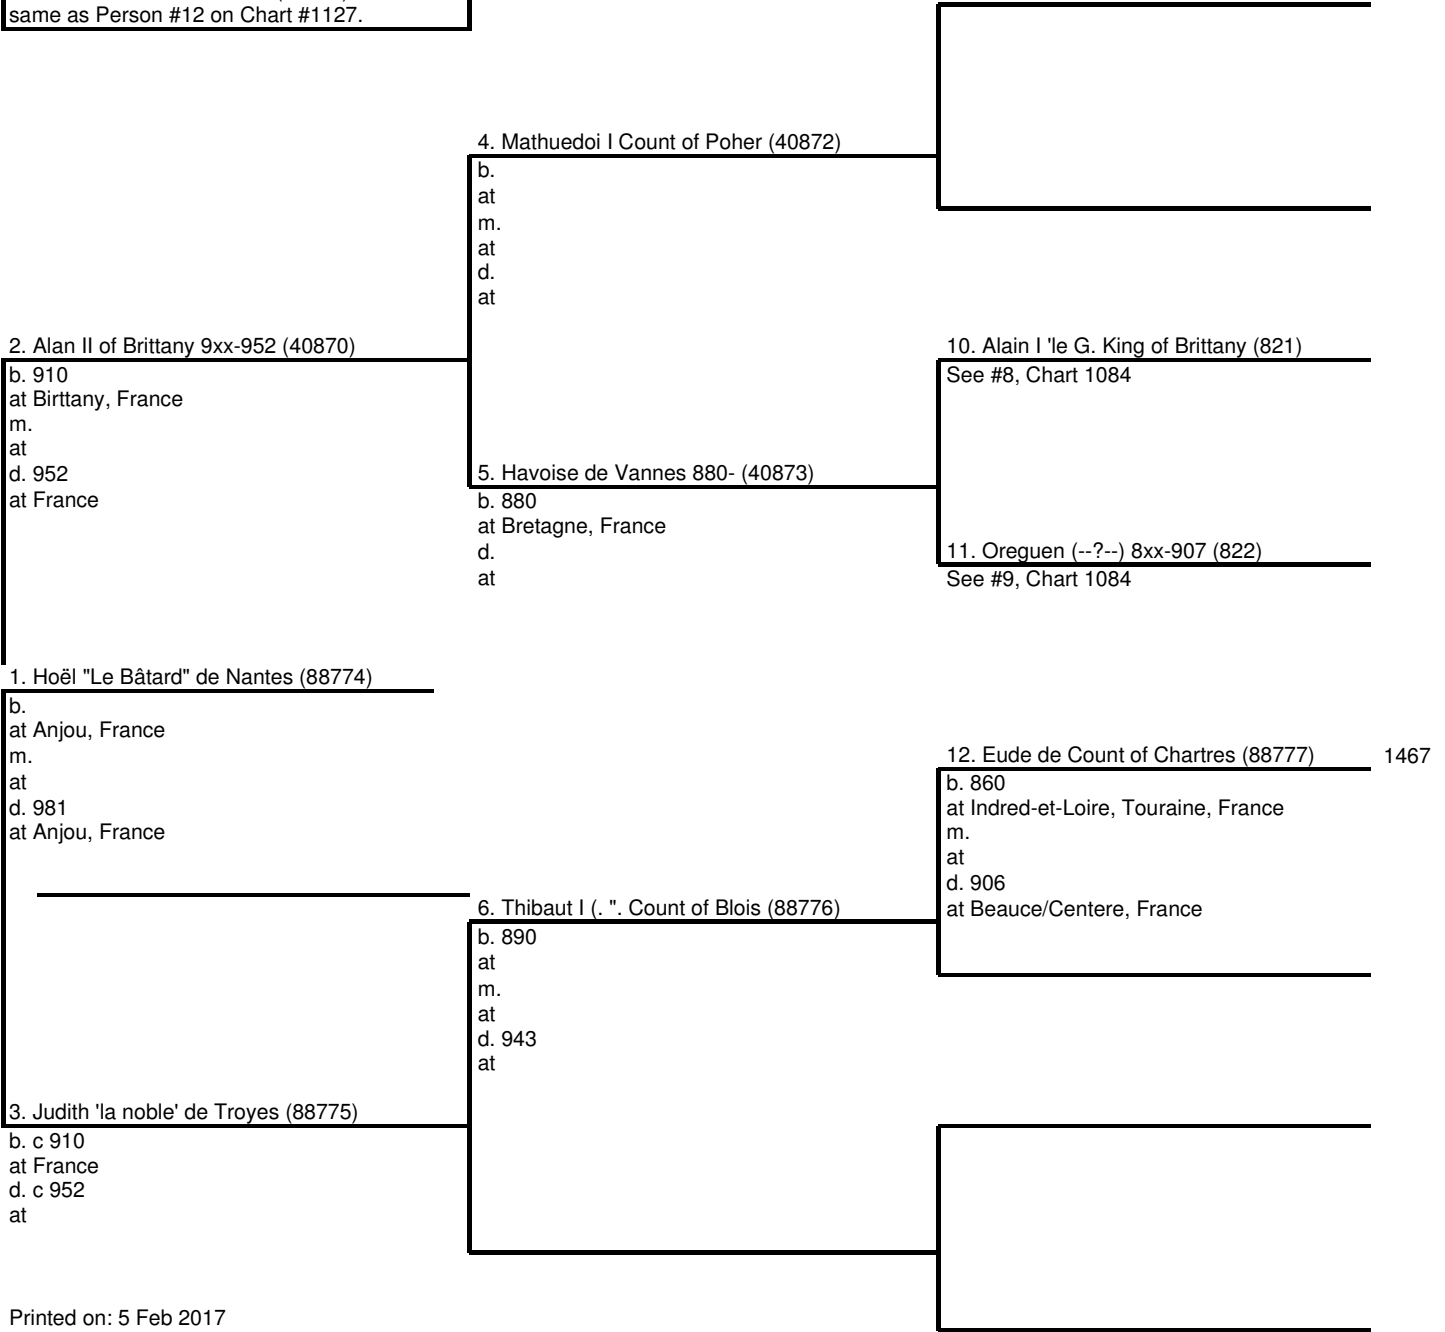 same as Person #12 on Chart #1127.
4. Mathuedoi I Count of Poher (40872)
b.
at
m.
at
d.
at
2. Alan II of Brittany 9xx-952 (40870)
b. 910
at Birttany, France
m.
at
d. 952
at France
10. Alain I 'le G. King of Brittany (821)
See #8, Chart 1084
5. Havoise de Vannes 880- (40873)
b. 880
at Bretagne, France
d.
at
11. Oreguen (--?--) 8xx-907 (822)
See #9, Chart 1084
1. Hoël "Le Bâtard" de Nantes (88774)
b.
at Anjou, France
m.
at
d. 981
at Anjou, France
12. Eude de Count of Chartres (88777) 1467
b. 860
at Indred-et-Loire, Touraine, France
m.
at
d. 906
at Beauce/Centere, France
6. Thibaut I (. ". Count of Blois (88776)
b. 890
at
m.
at
d. 943
at
3. Judith 'la noble' de Troyes (88775)
b. c 910
at France
d. c 952
at
Printed on: 5 Feb 2017